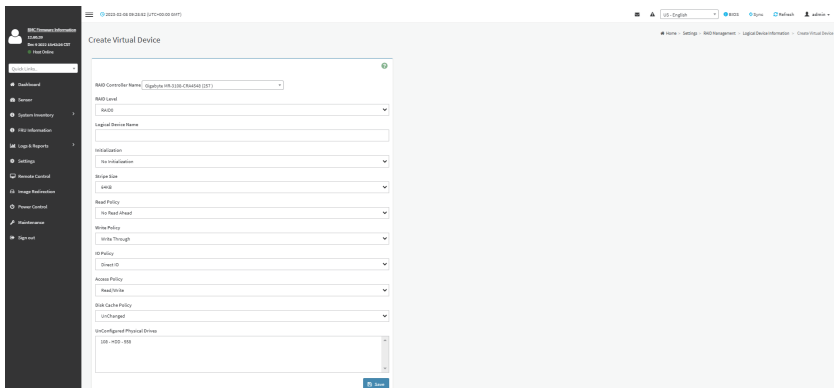 2023-02-08 09:26:52 (UTC+00:00 GMT)
US - English
BIOS
Sync
Refresh
admin
BMC Firmware Information
Host Online
Quick Links...
Dashboard
Sensor
System Inventory
FRU Information
Logs & Reports
Settings
Remote Control
Image Redirection
Power Control
Maintenance
Sign out
Create Virtual Device
Home > Settings > RAID Management > Logical Device Information > Create Virtual Device
RAID Controller Name
RAID Level
RAID0
Logical Device Name
Initialization
No Initialization
Stripe Size
64KB
Read Policy
No Read Ahead
Write Policy
Write Through
IO Policy
Direct IO
Access Policy
Read/Write
Disk Cache Policy
UnChanged
UnConfigured Physical Drives
Save